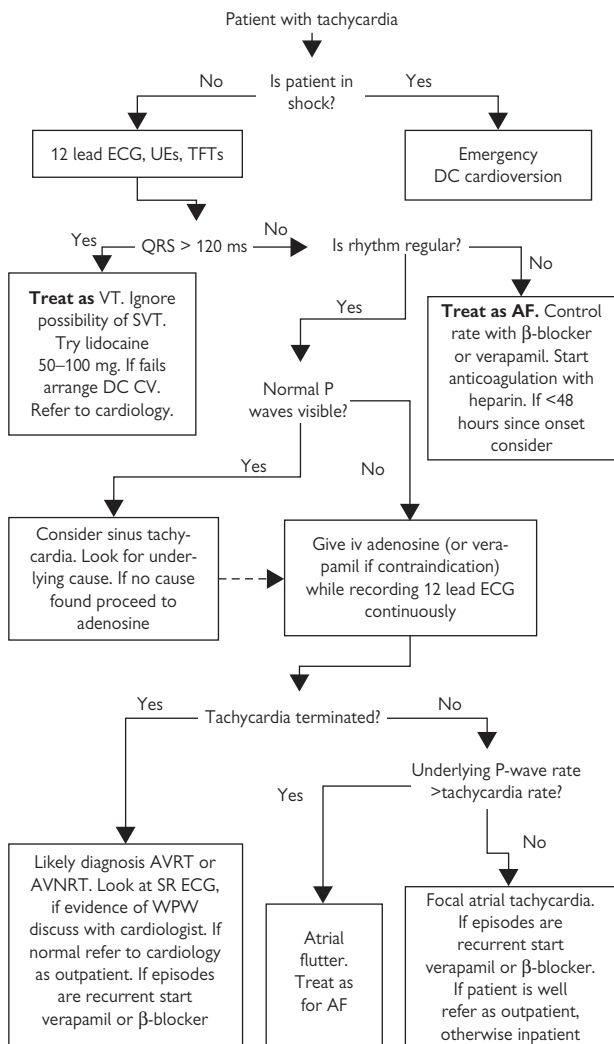 Patient with tachycardia
No
Is patient in
shock?
Yes
12 lead ECG, UEs, TFTs
Emergency
DC cardioversion
Yes
QRS > 120 ms
No
Is rhythm regular?
Treat as VT. Ignore
possibility of SVT.
Try lidocaine
50–100 mg. If fails
arrange DC CV.
Refer to cardiology.
Yes
No
Treat as AF. Control
rate with β-blocker
or verapamil. Start
anticoagulation with
heparin. If <48
hours since onset
consider
Normal P
waves visible?
Yes
No
Consider sinus tachy-
cardia. Look for under-
lying cause. If no cause
found proceed to
adenosine
Give iv adenosine (or vera-
pamil if contraindication)
while recording 12 lead ECG
continuously
Yes
Tachycardia terminated?
No
Underlying P-wave rate
>tachycardia rate?
Yes
No
Likely diagnosis AVRT or
AVNRT. Look at SR ECG,
if evidence of WPW
discuss with cardiologist. If
normal refer to cardiology
as outpatient. If episodes
are recurrent start
verapamil or β-blocker
Atrial
flutter.
Treat as
for AF
Focal atrial tachycardia.
If episodes are
recurrent start
verapamil or β-blocker.
If patient is well
refer as outpatient,
otherwise inpatient